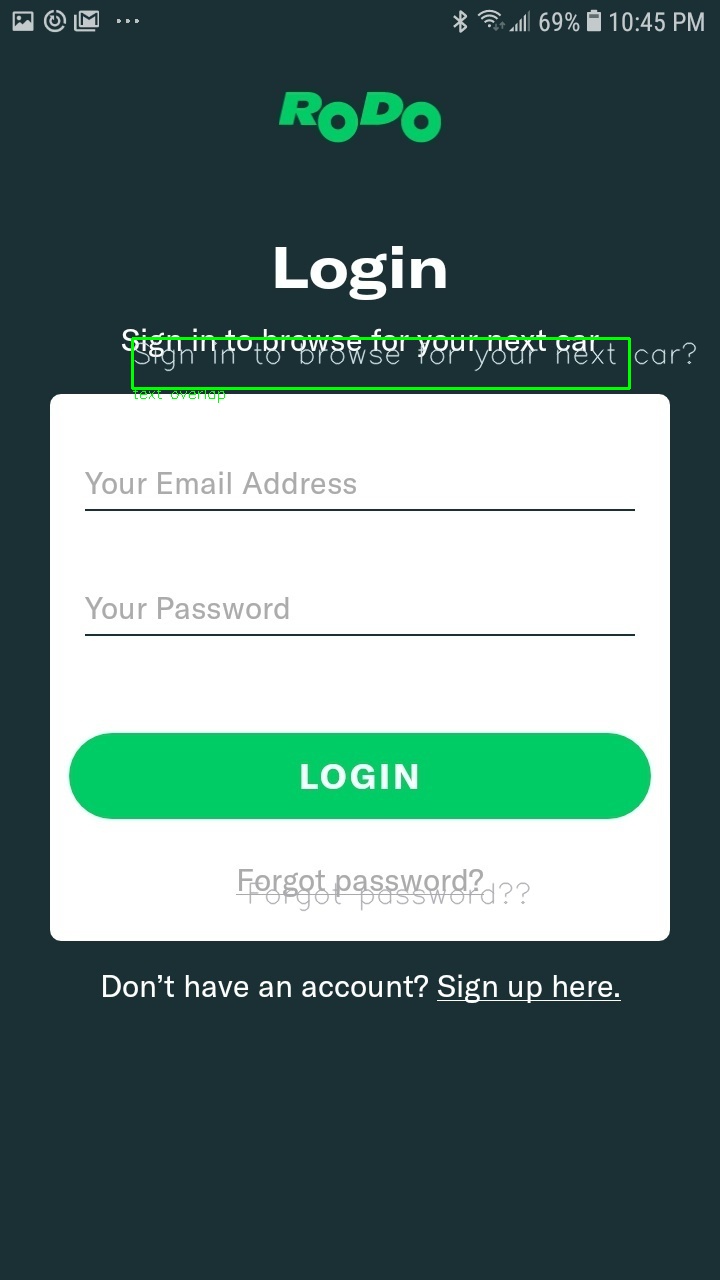 69% 10:45 PM
RoDo
Login
Sign in to browse for your next car
Sign in to browse for your next car?
text overlap
Your Email Address
Your Password
LOGIN
Forgot password?
Forgot password??
Don’t have an account? Sign up here.